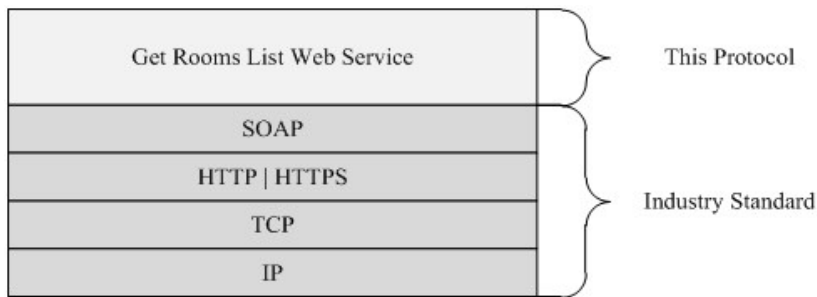 Get Rooms List Web Service
This Protocol
SOAP
HTTP | HTTPS
Industry Standard
TCP
IP